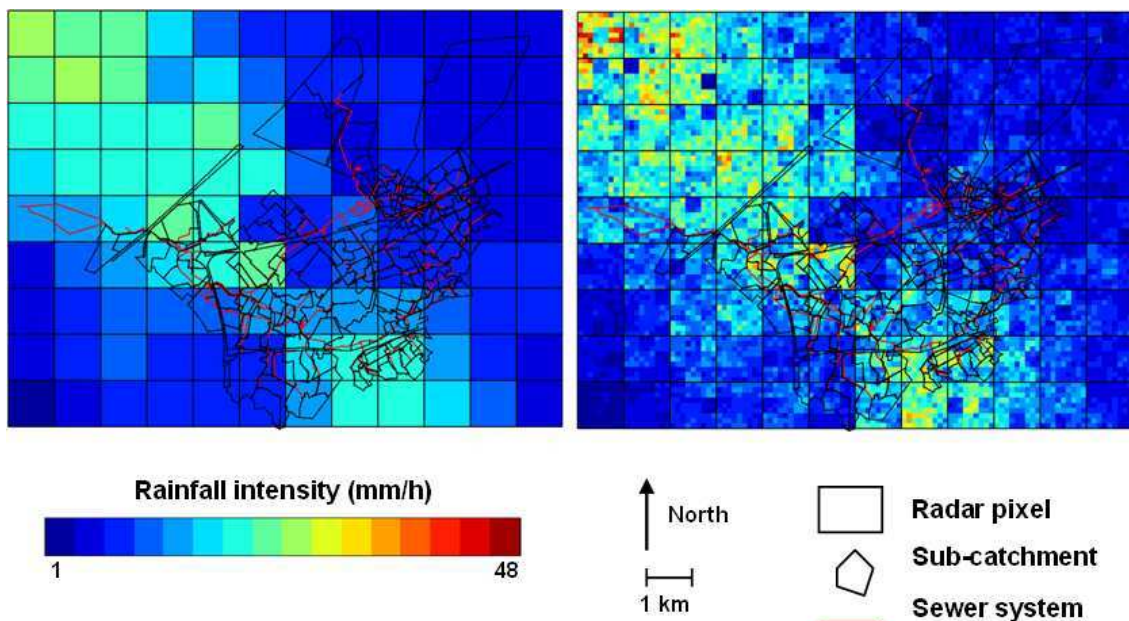 Rainfall intensity (mm/h)
1
48
North
1 km
Radar pixel
Sub-catchment
Sewer system